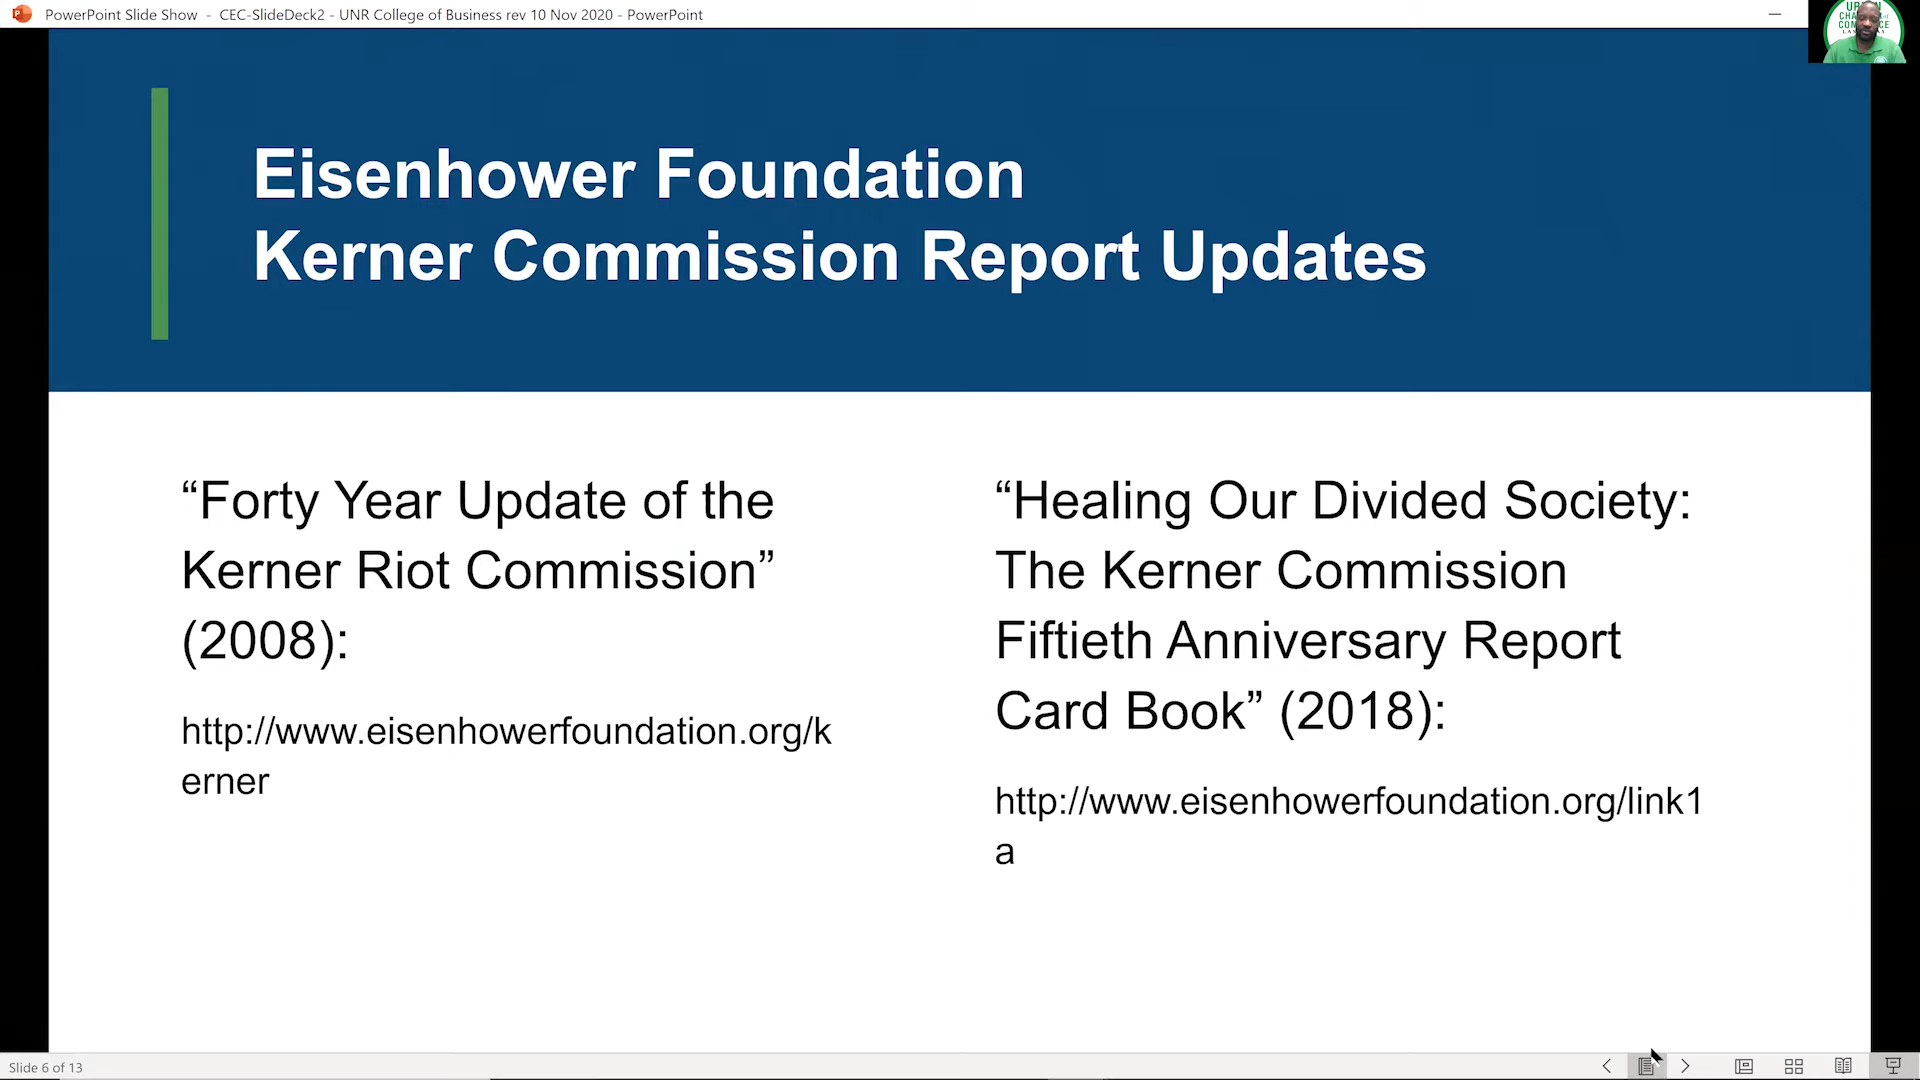 PowerPoint Slide Show - CEC-SlideDeck2 - UNR College of Business rev 10 Nov 2020 - PowerPoint
Eisenhower Foundation
Kerner Commission Report Updates
“Forty Year Update of the
Kerner Riot Commission”
(2008):
http://www.eisenhowerfoundation.org/k
erner
“Healing Our Divided Society:
The Kerner Commission
Fiftieth Anniversary Report
Card Book” (2018):
http://www.eisenhowerfoundation.org/link1
a
Slide 6 of 13